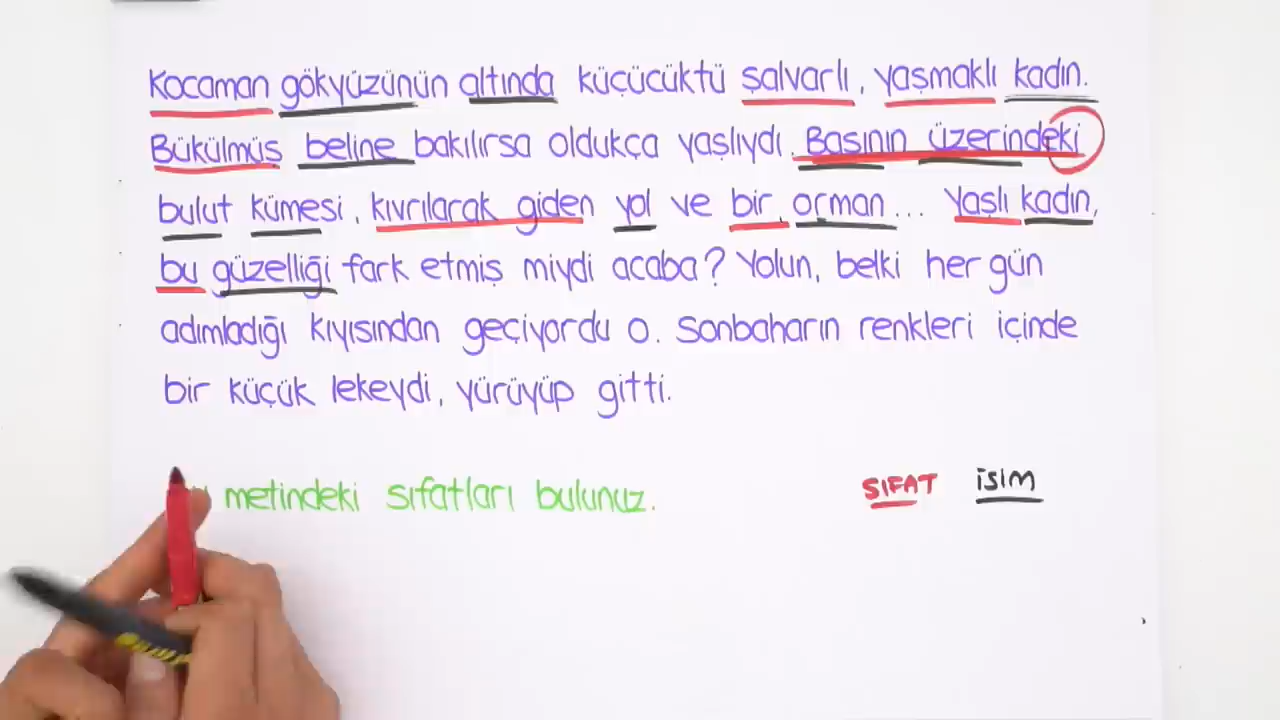 Kocaman gökyüzünün altında küçücüktü şalvarlı, yaşmaklı kadın.
Bükülmüş beline bakılırsa oldukça yaşlıydı. Başının üzerindeki
bulut kümesi, kıvrılarak giden yol ve bir orman... Yaşlı kadın,
bu güzelliği fark etmiş miydi acaba? Yolun, belki her gün
adımladığı kıyısından geçiyordu o. Sonbaharın renkleri içinde
bir küçük lekeydi, yürüyüp gitti.
metindeki sıfatları bulunuz.
SIFAT İSİM